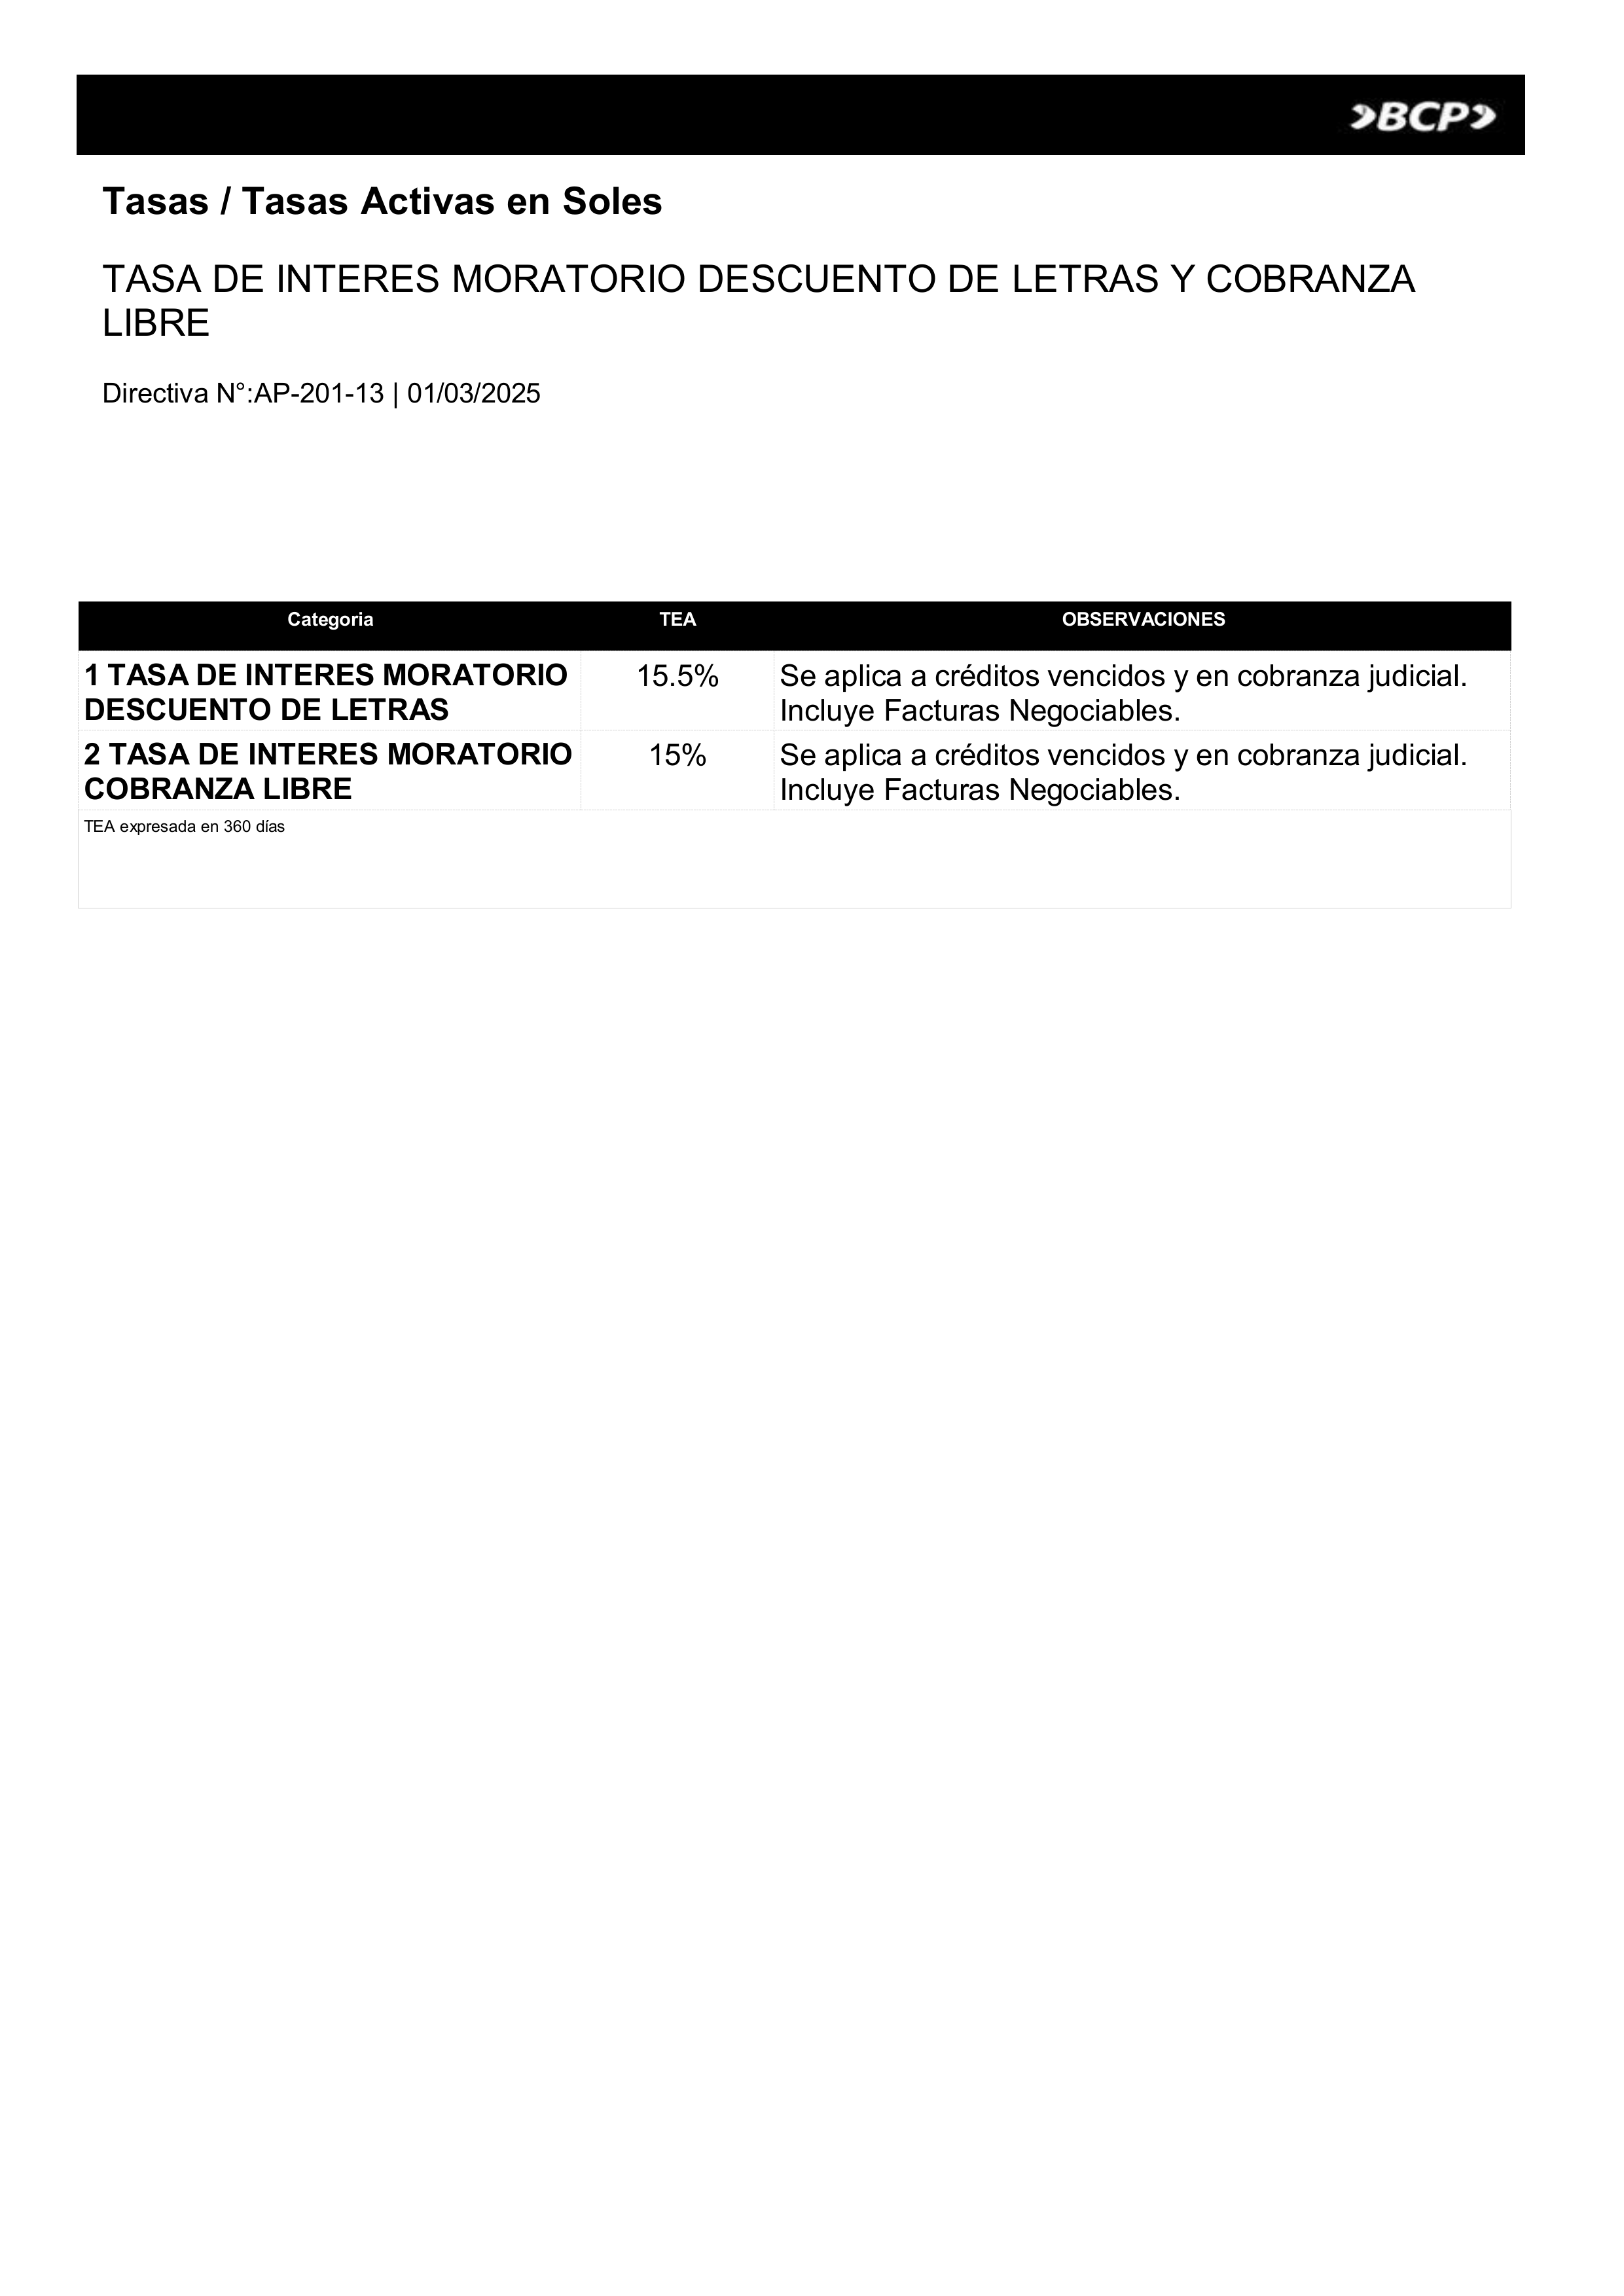 BCP
Tasas / Tasas Activas en Soles
TASA DE INTERES MORATORIO DESCUENTO DE LETRAS Y COBRANZA
LIBRE
Directiva N°:AP-201-13 | 01/03/2025
Categoria TEA OBSERVACIONES
1 TASA DE INTERES MORATORIO 15.5% Se aplica a créditos vencidos y en cobranza judicial.
DESCUENTO DE LETRAS Incluye Facturas Negociables.
2 TASA DE INTERES MORATORIO 15% Se aplica a créditos vencidos y en cobranza judicial.
COBRANZA LIBRE Incluye Facturas Negociables.
TEA expresada en 360 días